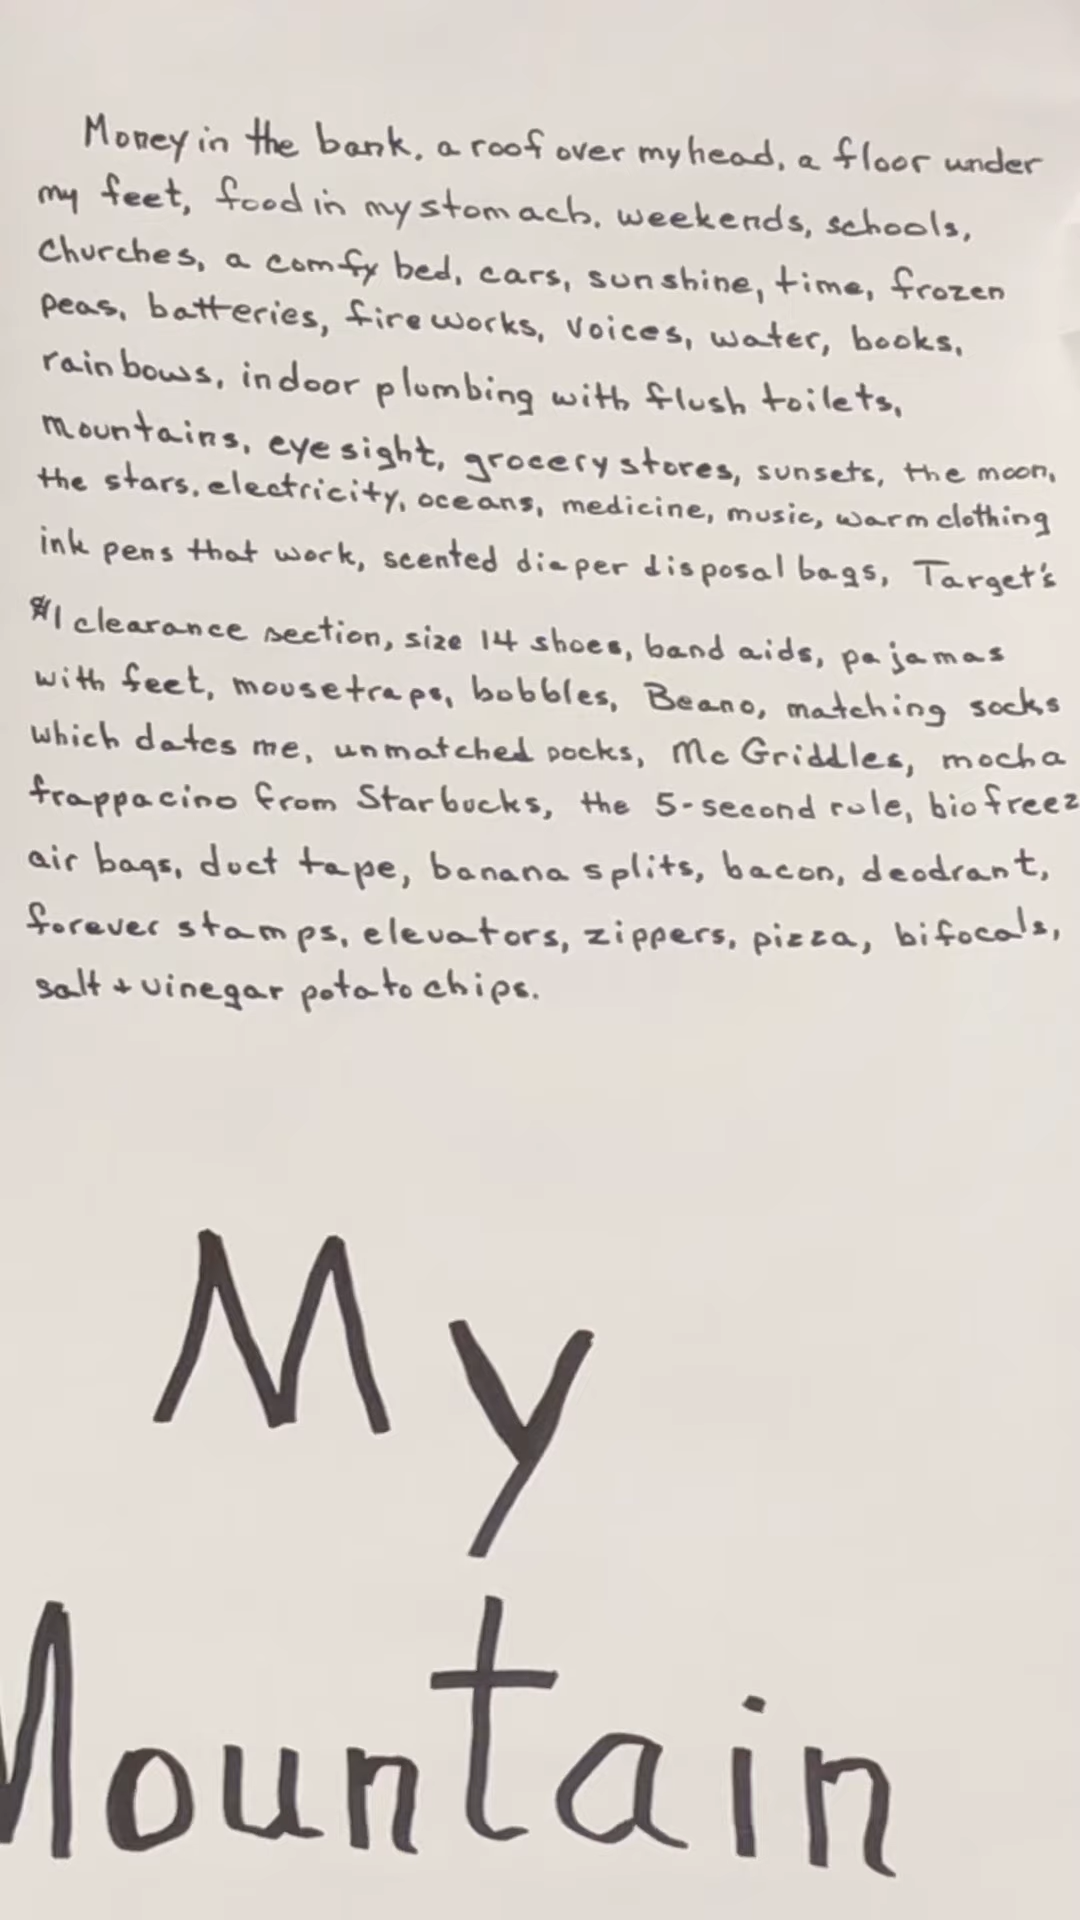 Money in the bank, a roof over my head, a floor under
my feet, food in my stomach, weekends, schools,
churches, a comfy bed, cars, sunshine, time, frozen
peas, batteries, fireworks, voices, water, books,
rainbows, indoor plumbing with flush toilets,
mountains, eye sight, grocery stores, sunsets, the moon,
the stars, electricity, oceans, medicine, music, warm clothing
ink pens that work, scented diaper disposal bags, Target's
$1 clearance section, size 14 shoes, band aids, pajamas
with feet, mousetraps, bobbles, Beano, matching socks
which dates me, unmatched socks, McGriddles, mocha
frappacino from Starbucks, the 5-second rule, biofreez
air bags, duct tape, banana splits, bacon, deodrant,
forever stamps, elevators, zippers, pizza, bifocals,
salt + vinegar potato chips.
My
Mountain